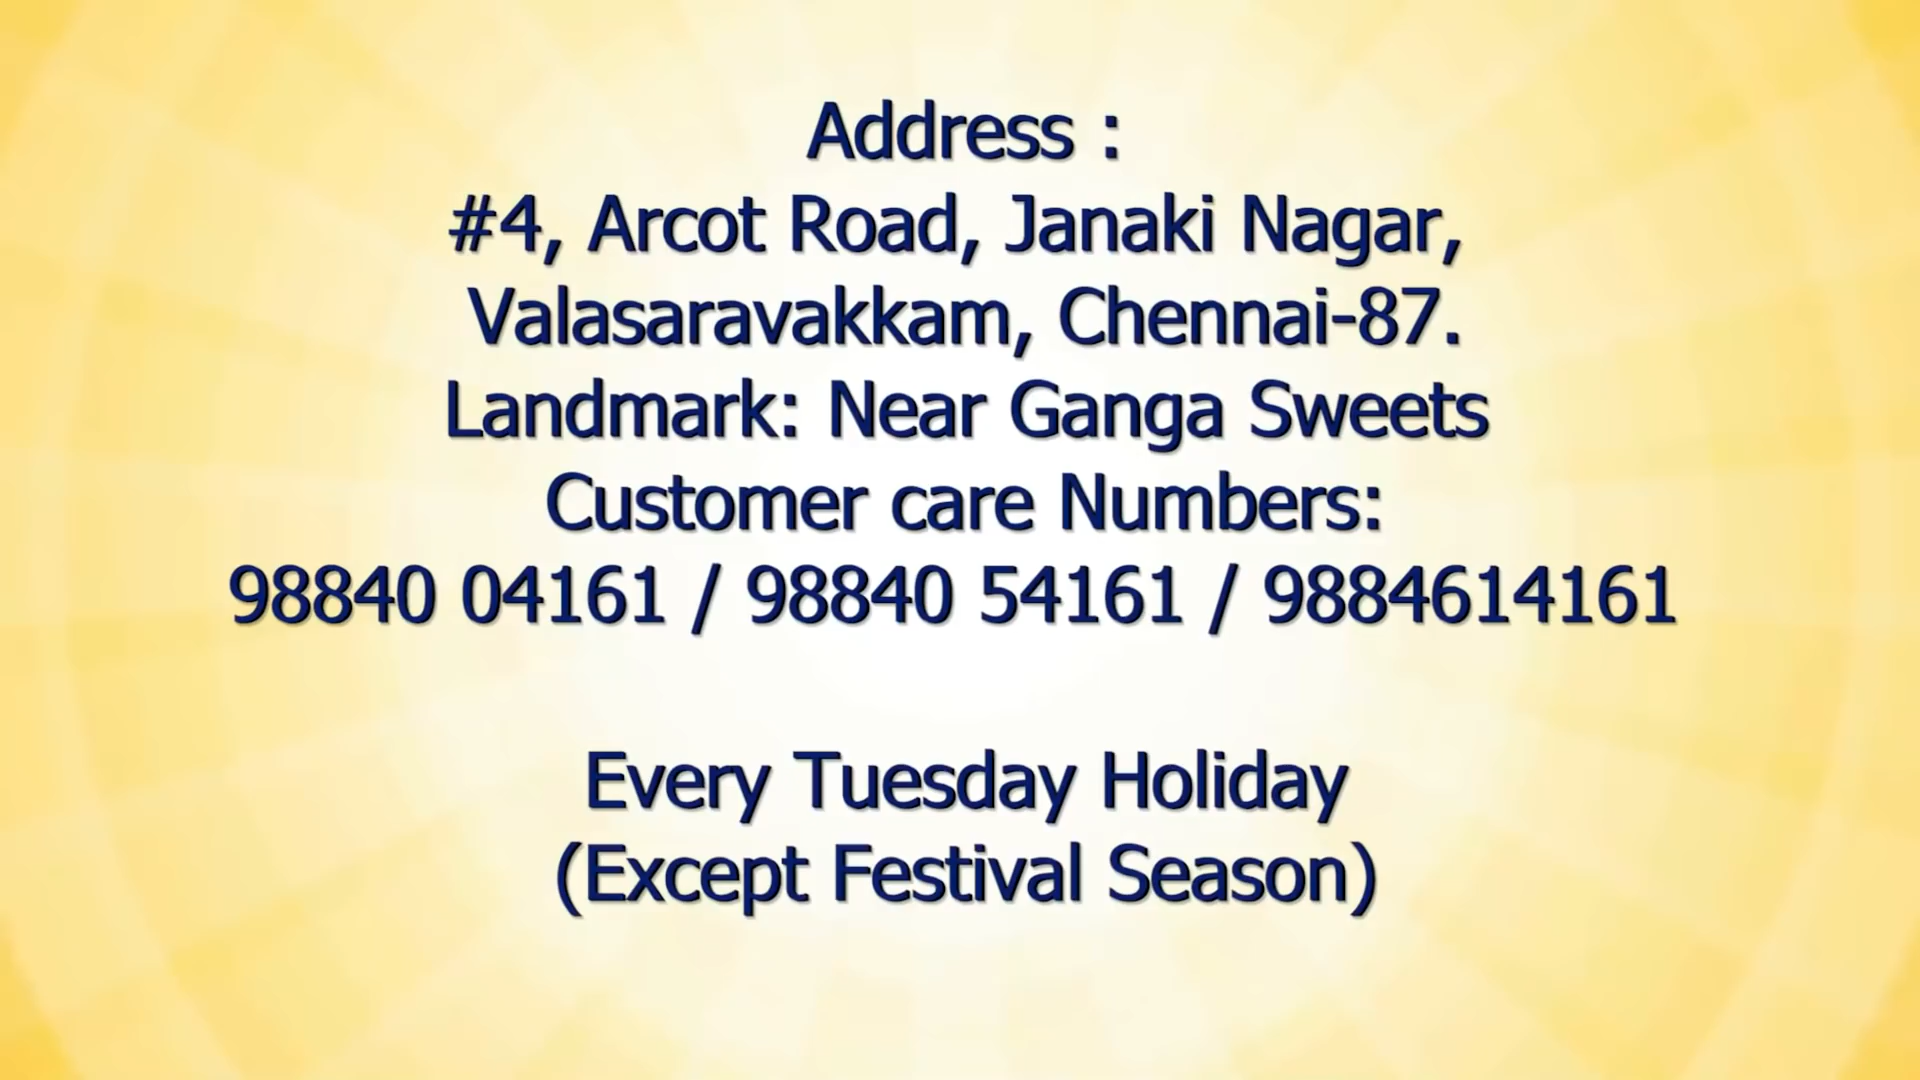 Address :
#4, Arcot Road, Janaki Nagar,
Valasaravakkam, Chennai-87.
Landmark: Near Ganga Sweets
Customer care Numbers:
98840 04161 / 98840 54161 / 9884614161
Every Tuesday Holiday
(Except Festival Season)